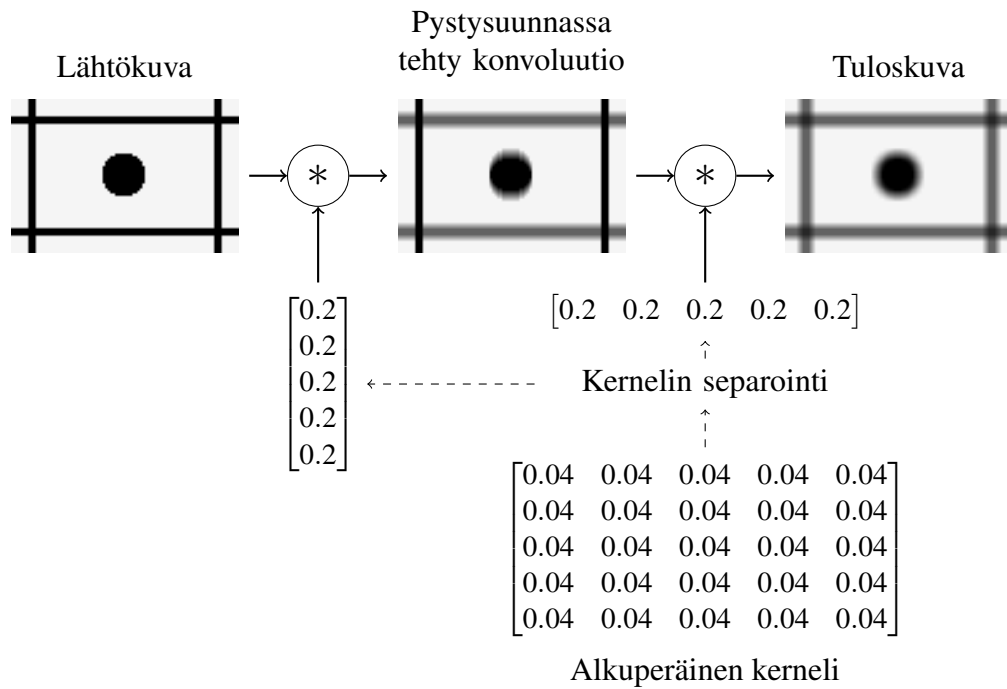 Lähtökuva
Pystysuunnassa
tehty konvoluutio
Tuloskuva
*
*
[0.2
0.2
0.2
0.2
0.2]
[0.2 0.2 0.2 0.2 0.2]
Kernelin separointi
[0.04 0.04 0.04 0.04 0.04
0.04 0.04 0.04 0.04 0.04
0.04 0.04 0.04 0.04 0.04
0.04 0.04 0.04 0.04 0.04
0.04 0.04 0.04 0.04 0.04]
Alkuperäinen kerneli